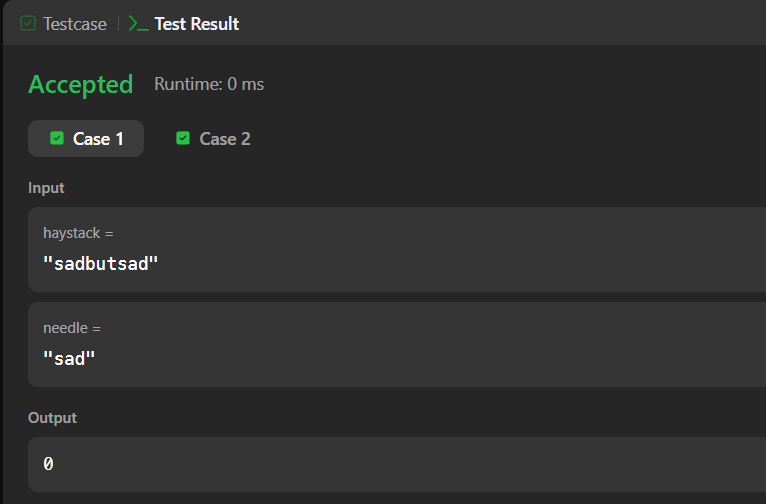 Testcase | >_ Test Result
Accepted Runtime: 0 ms
Case 1 Case 2
Input
haystack =
"sadbutsad"
needle =
"sad"
Output
0